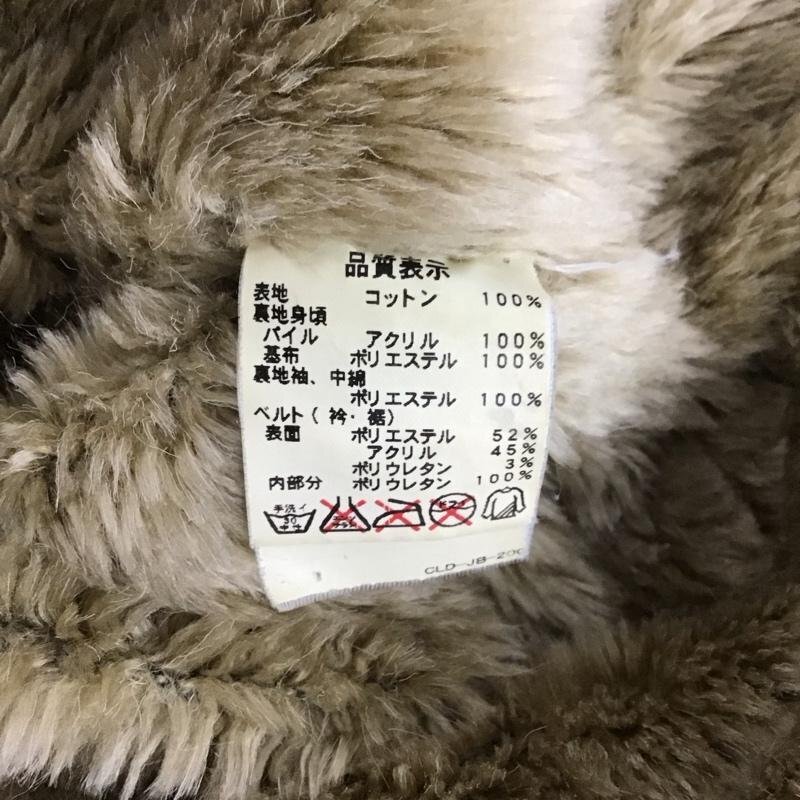 品質表示
表地 コットン 100%
裏地身頃
パイル アクリル 100%
基布 ポリエステル 100%
裏地袖、中綿
ポリエステル 100%
ベルト(衿・裾)
表面 ポリエステル 52%
アクリル 45%
ポリウレタン 3%
内部分 ポリウレタン 100%
手洗イ
30
中性
CLD-JB-200